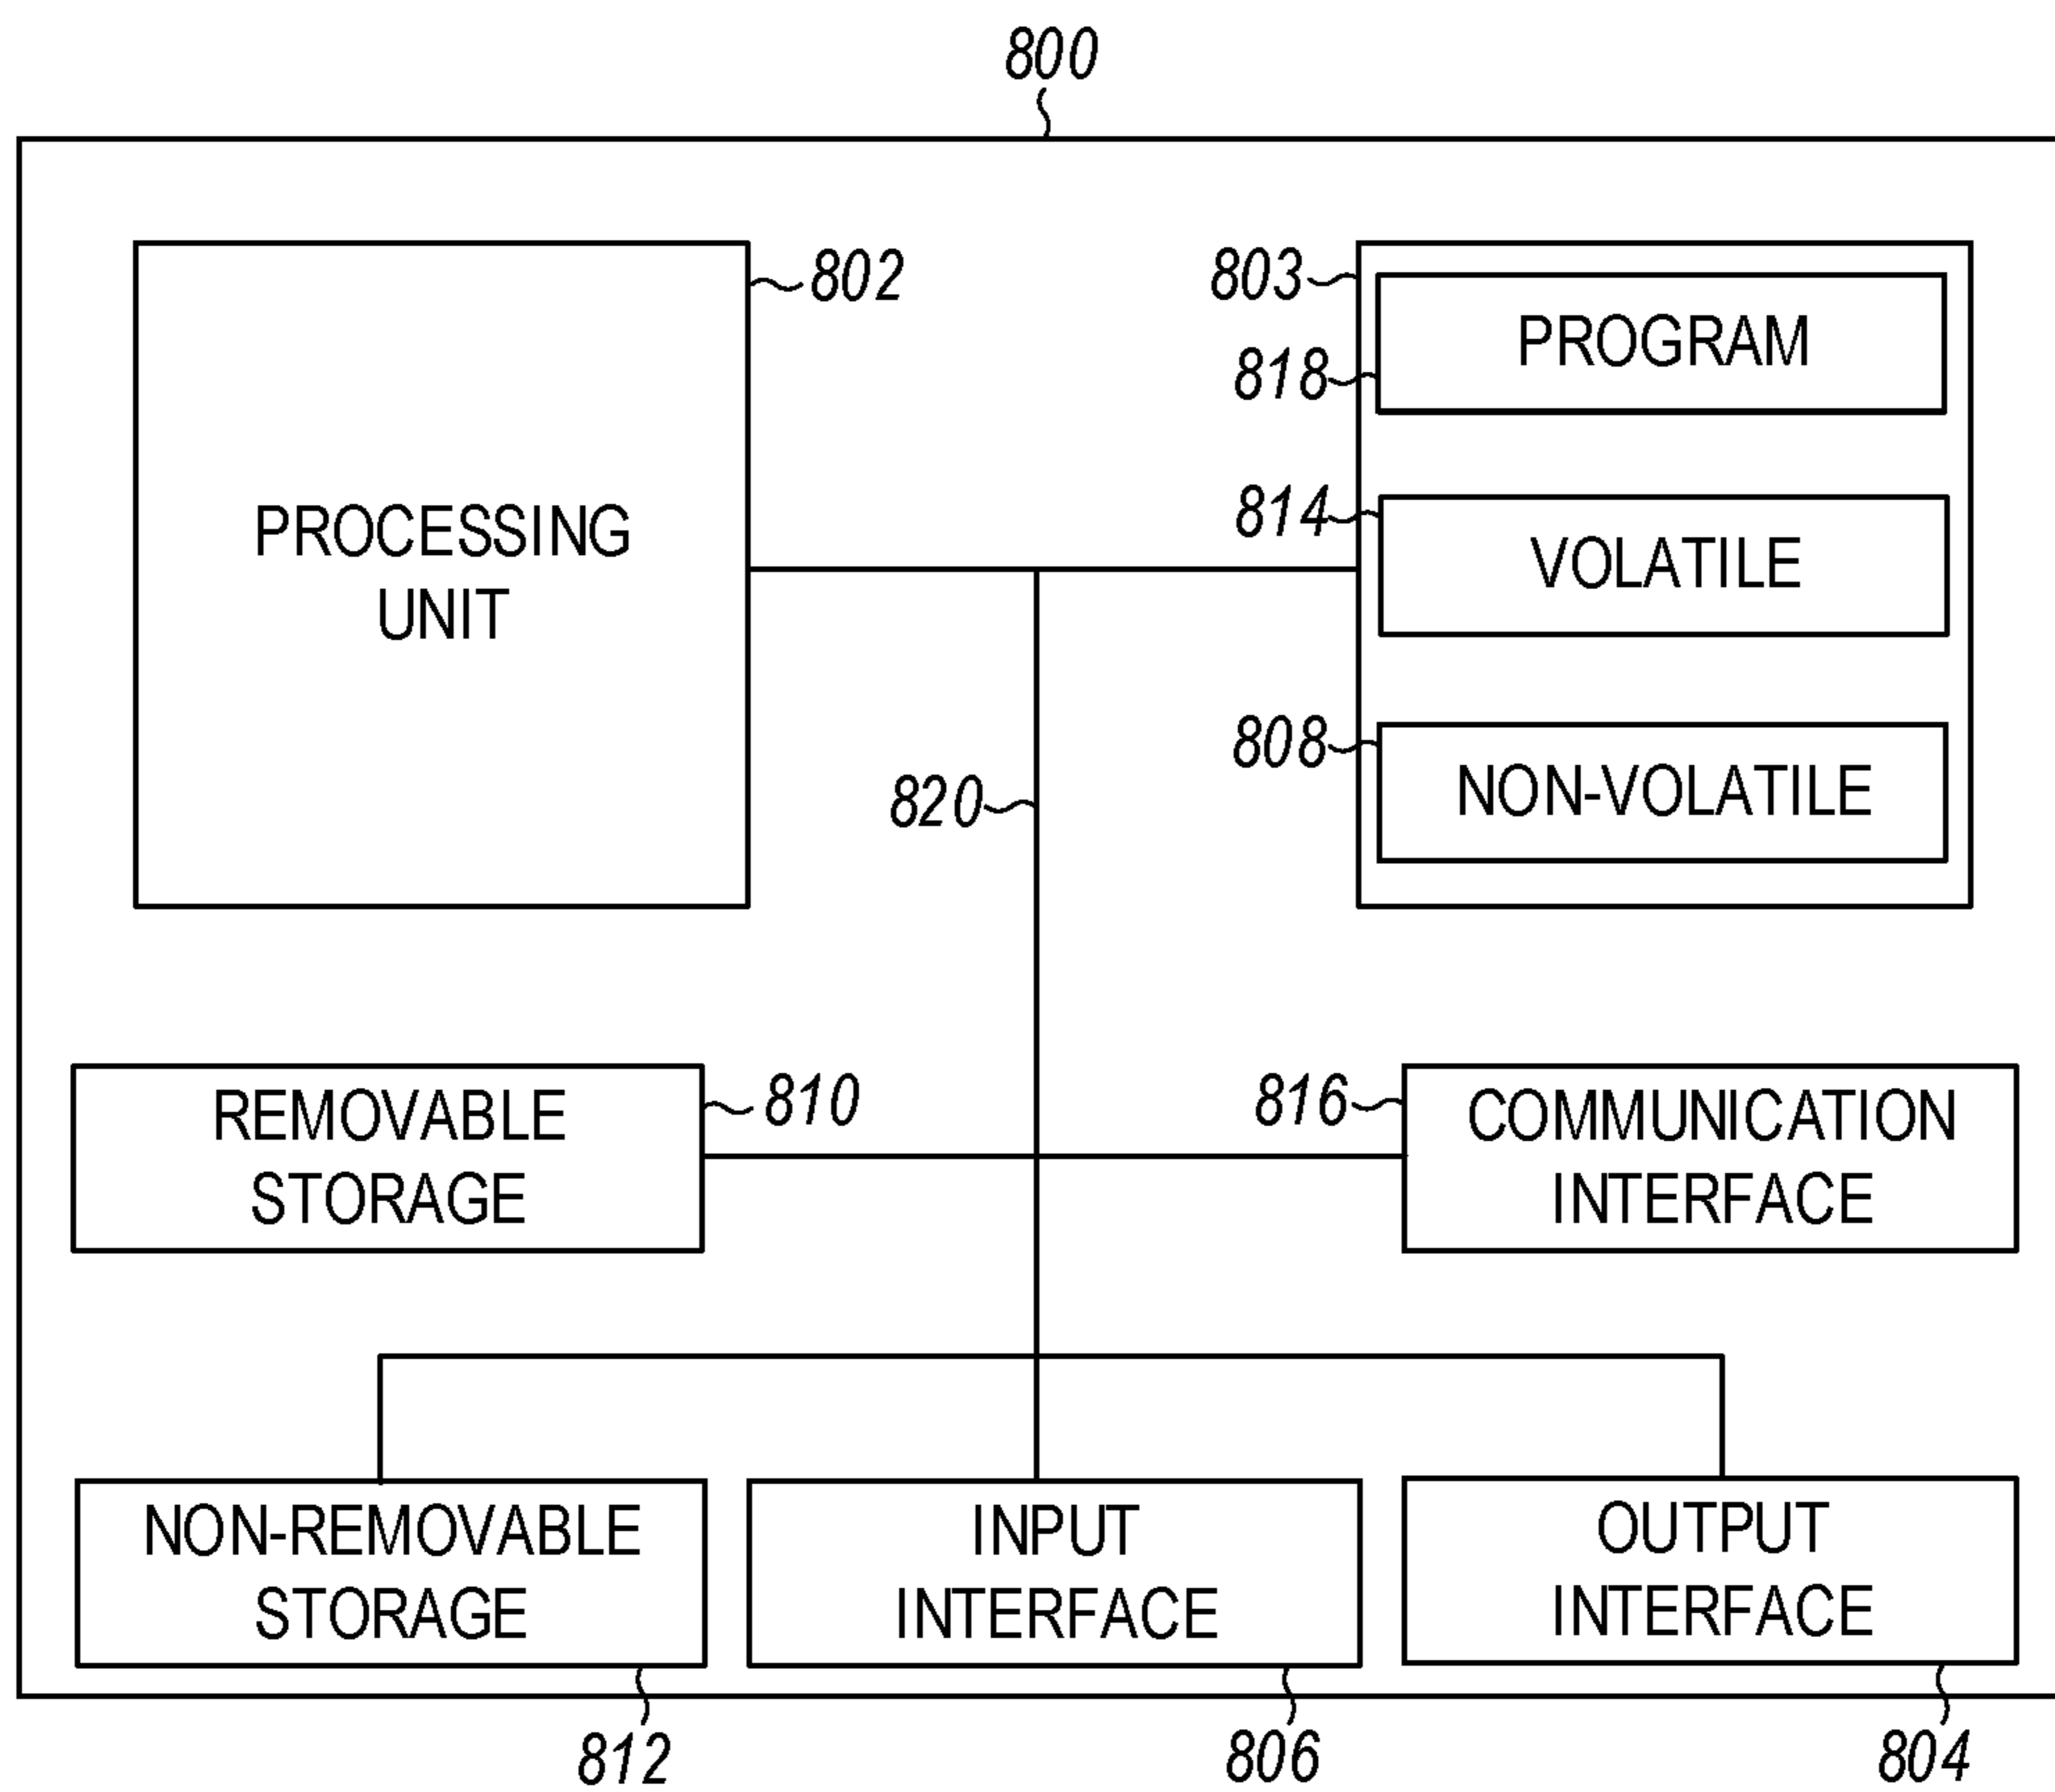 800
802
803
PROGRAM
818
814
VOLATILE
PROCESSING
UNIT
808
NON-VOLATILE
820
REMOVABLE
STORAGE
810
816
COMMUNICATION
INTERFACE
NON-REMOVABLE
STORAGE
INPUT
INTERFACE
OUTPUT
INTERFACE
812
806
804